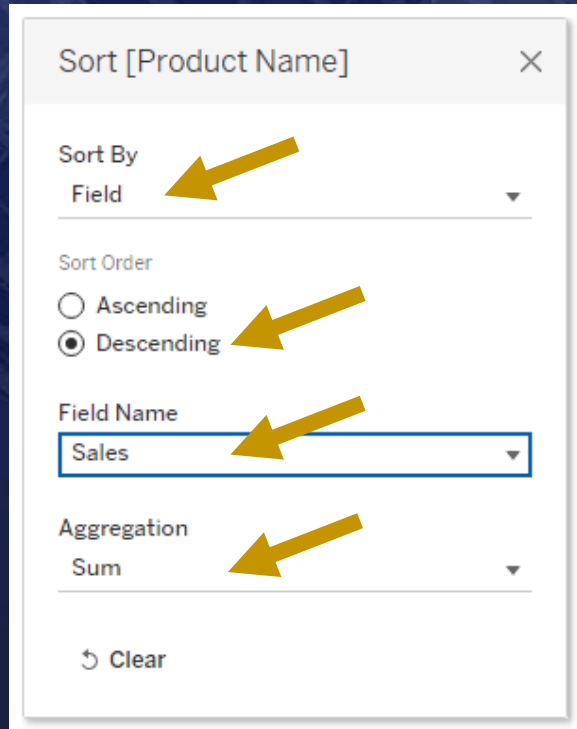 Sort [Product Name]
Sort By
Field
Sort Order
Ascending
Descending
Field Name
Sales
Aggregation
Sum
Clear